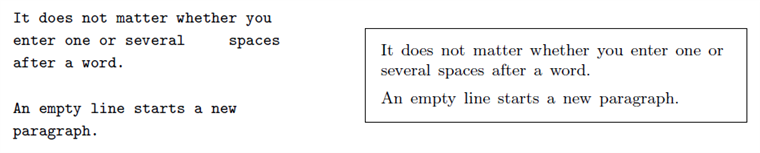 It does not matter whether you
enter one or several     spaces
after a word.

An empty line starts a new
paragraph.

It does not matter whether you enter one or
several spaces after a word.
An empty line starts a new paragraph.